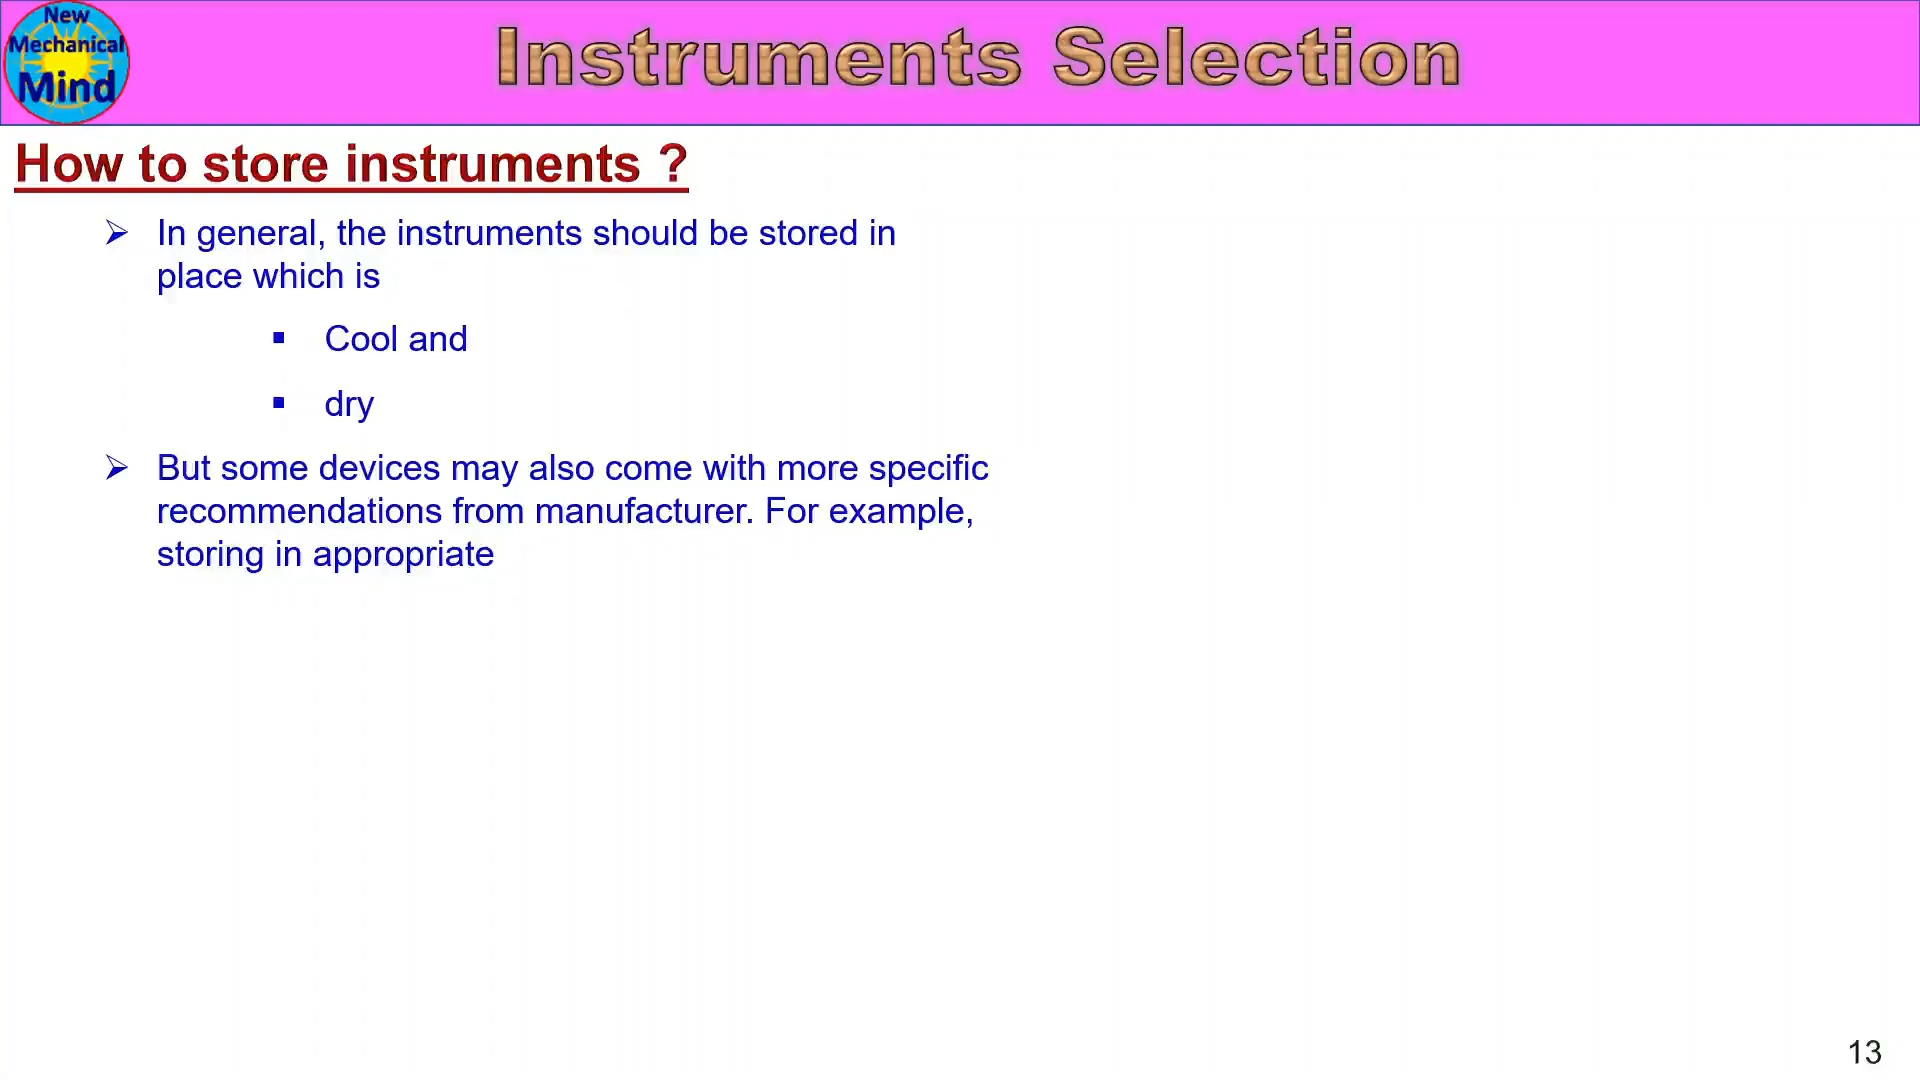 New
Mechanical
Mind
Instruments Selection
How to store instruments ?
In general, the instruments should be stored in
place which is
Cool and
dry
But some devices may also come with more specific
recommendations from manufacturer. For example,
storing in appropriate
13